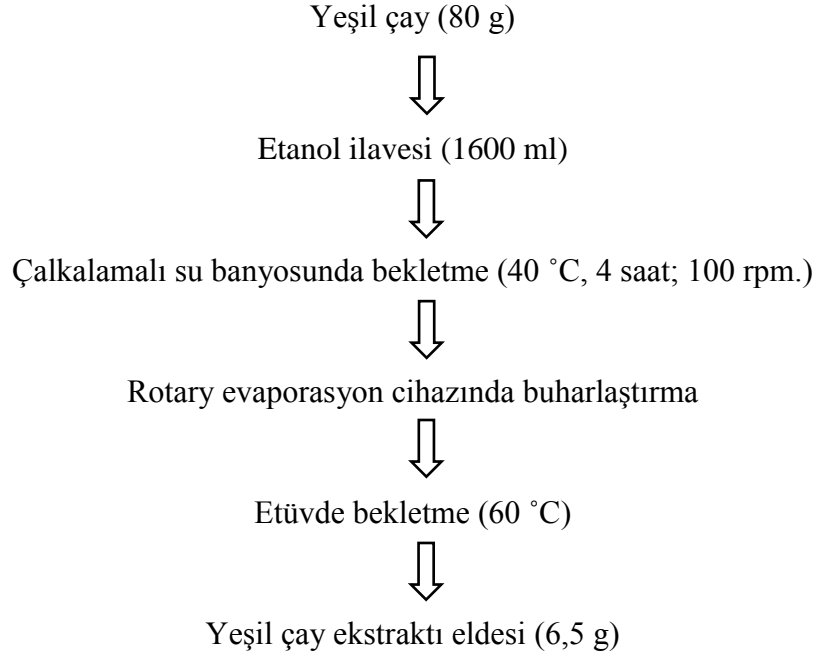 Yeşil çay (80 g)
Etanol ilavesi (1600 ml)
Çalkalamalı su banyosunda bekletme (40 ˚C, 4 saat; 100 rpm.)
Rotary evaporasyon cihazında buharlaştırma
Etüvde bekletme (60 ˚C)
Yeşil çay ekstraktı eldesi (6,5 g)